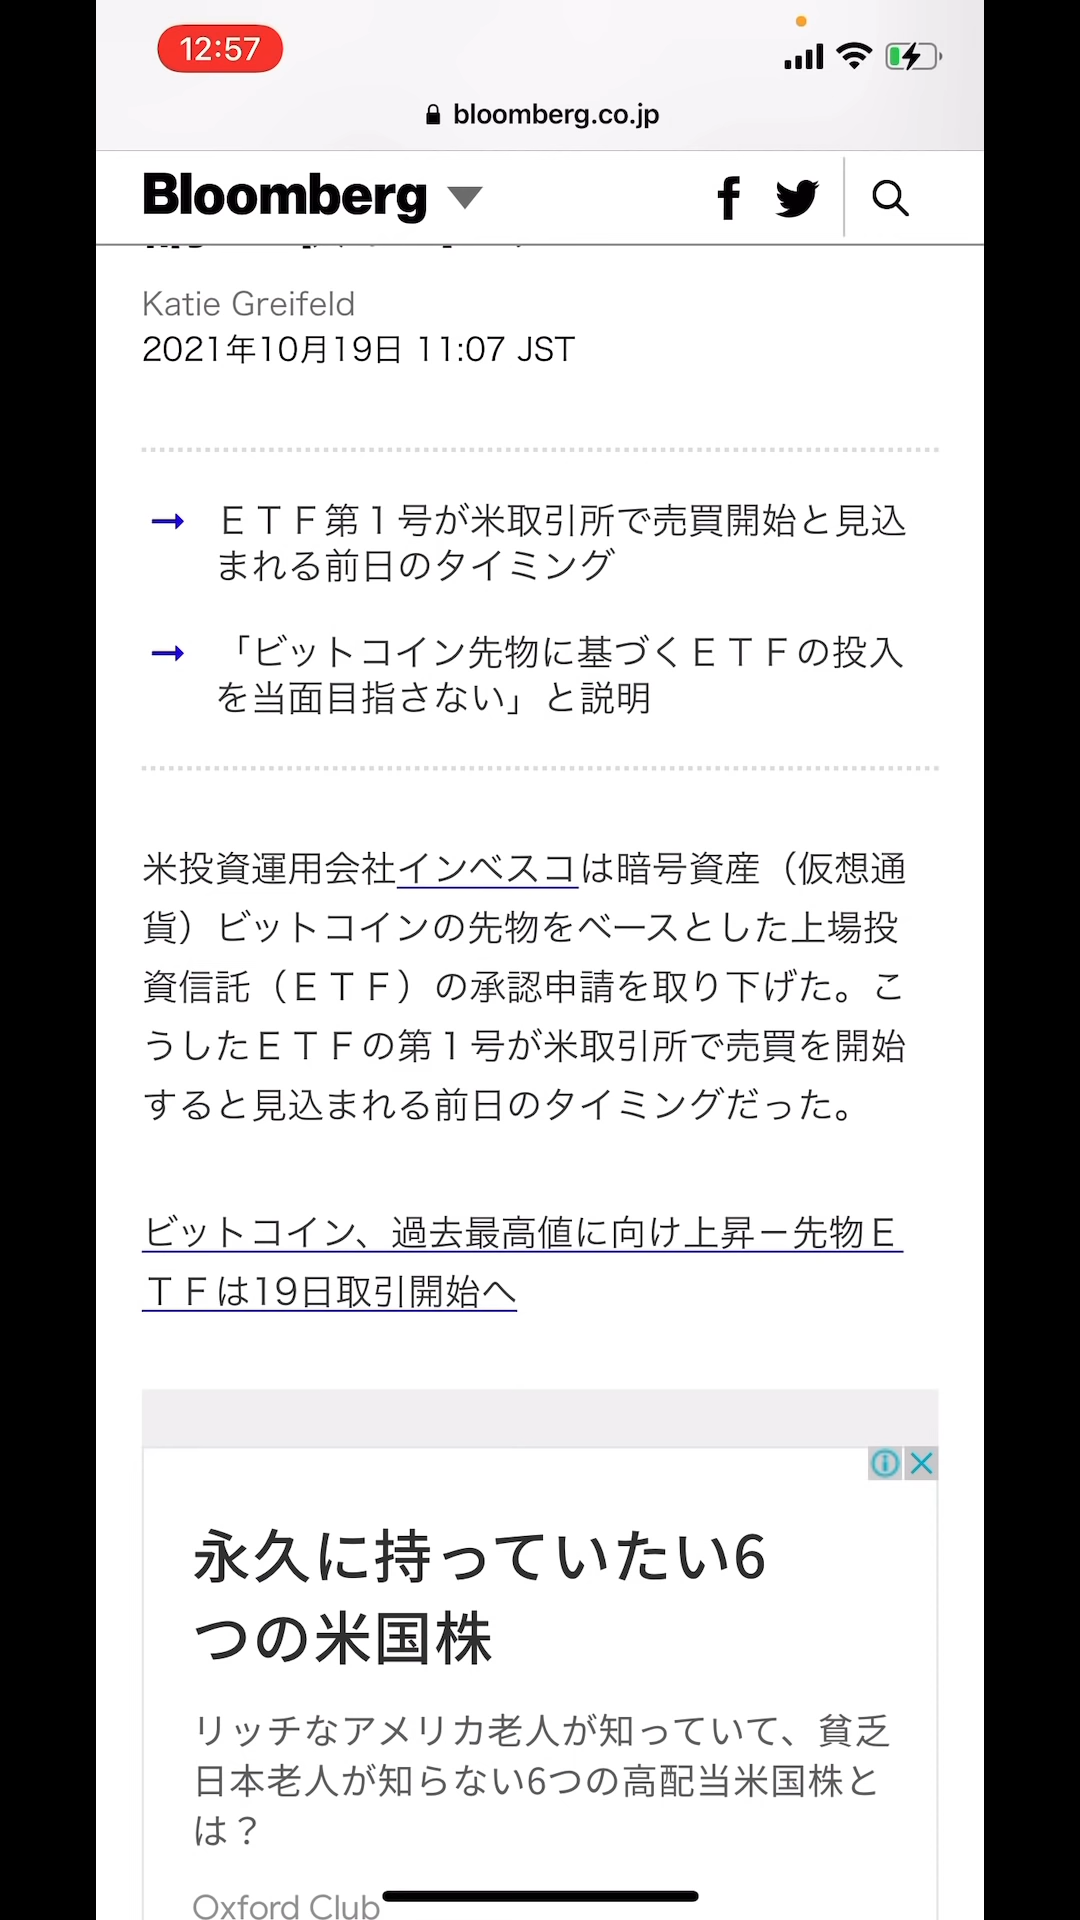 12:57
bloomberg.co.jp
Bloomberg
Katie Greifeld
2021年10月19日 11:07 JST
→ ＥＴＦ第１号が米取引所で売買開始と見込
まれる前日のタイミング
→ 「ビットコイン先物に基づくＥＴＦの投入
を当面目指さない」と説明
米投資運用会社インベスコは暗号資産（仮想通
貨）ビットコインの先物をベースとした上場投
資信託（ＥＴＦ）の承認申請を取り下げた。こ
うしたＥＴＦの第１号が米取引所で売買を開始
すると見込まれる前日のタイミングだった。
ビットコイン、過去最高値に向け上昇－先物Ｅ
ＴＦは19日取引開始へ
永久に持っていたい6
つの米国株
リッチなアメリカ老人が知っていて、貧乏
日本老人が知らない6つの高配当米国株と
は？
Oxford Club